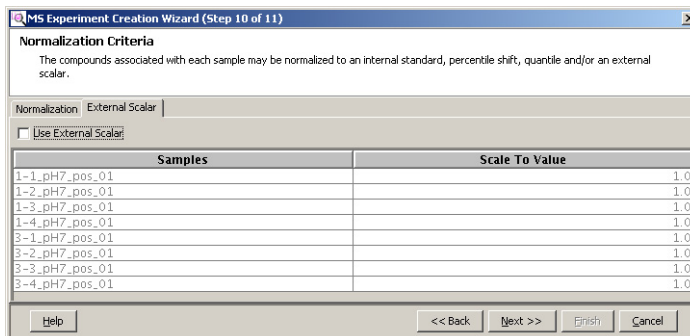 MS Experiment Creation Wizard (Step 10 of 11)
Normalization Criteria
The compounds associated with each sample may be normalized to an internal standard, percentile shift, quantile and/or an external
scalar.
Normalization External Scalar
Use External Scalar
Samples Scale To Value
1-1_pH7_pos_01 1.0
1-2_pH7_pos_01 1.0
1-3_pH7_pos_01 1.0
1-4_pH7_pos_01 1.0
3-1_pH7_pos_01 1.0
3-2_pH7_pos_01 1.0
3-3_pH7_pos_01 1.0
3-4_pH7_pos_01 1.0
Help << Back Next >> Finish Cancel